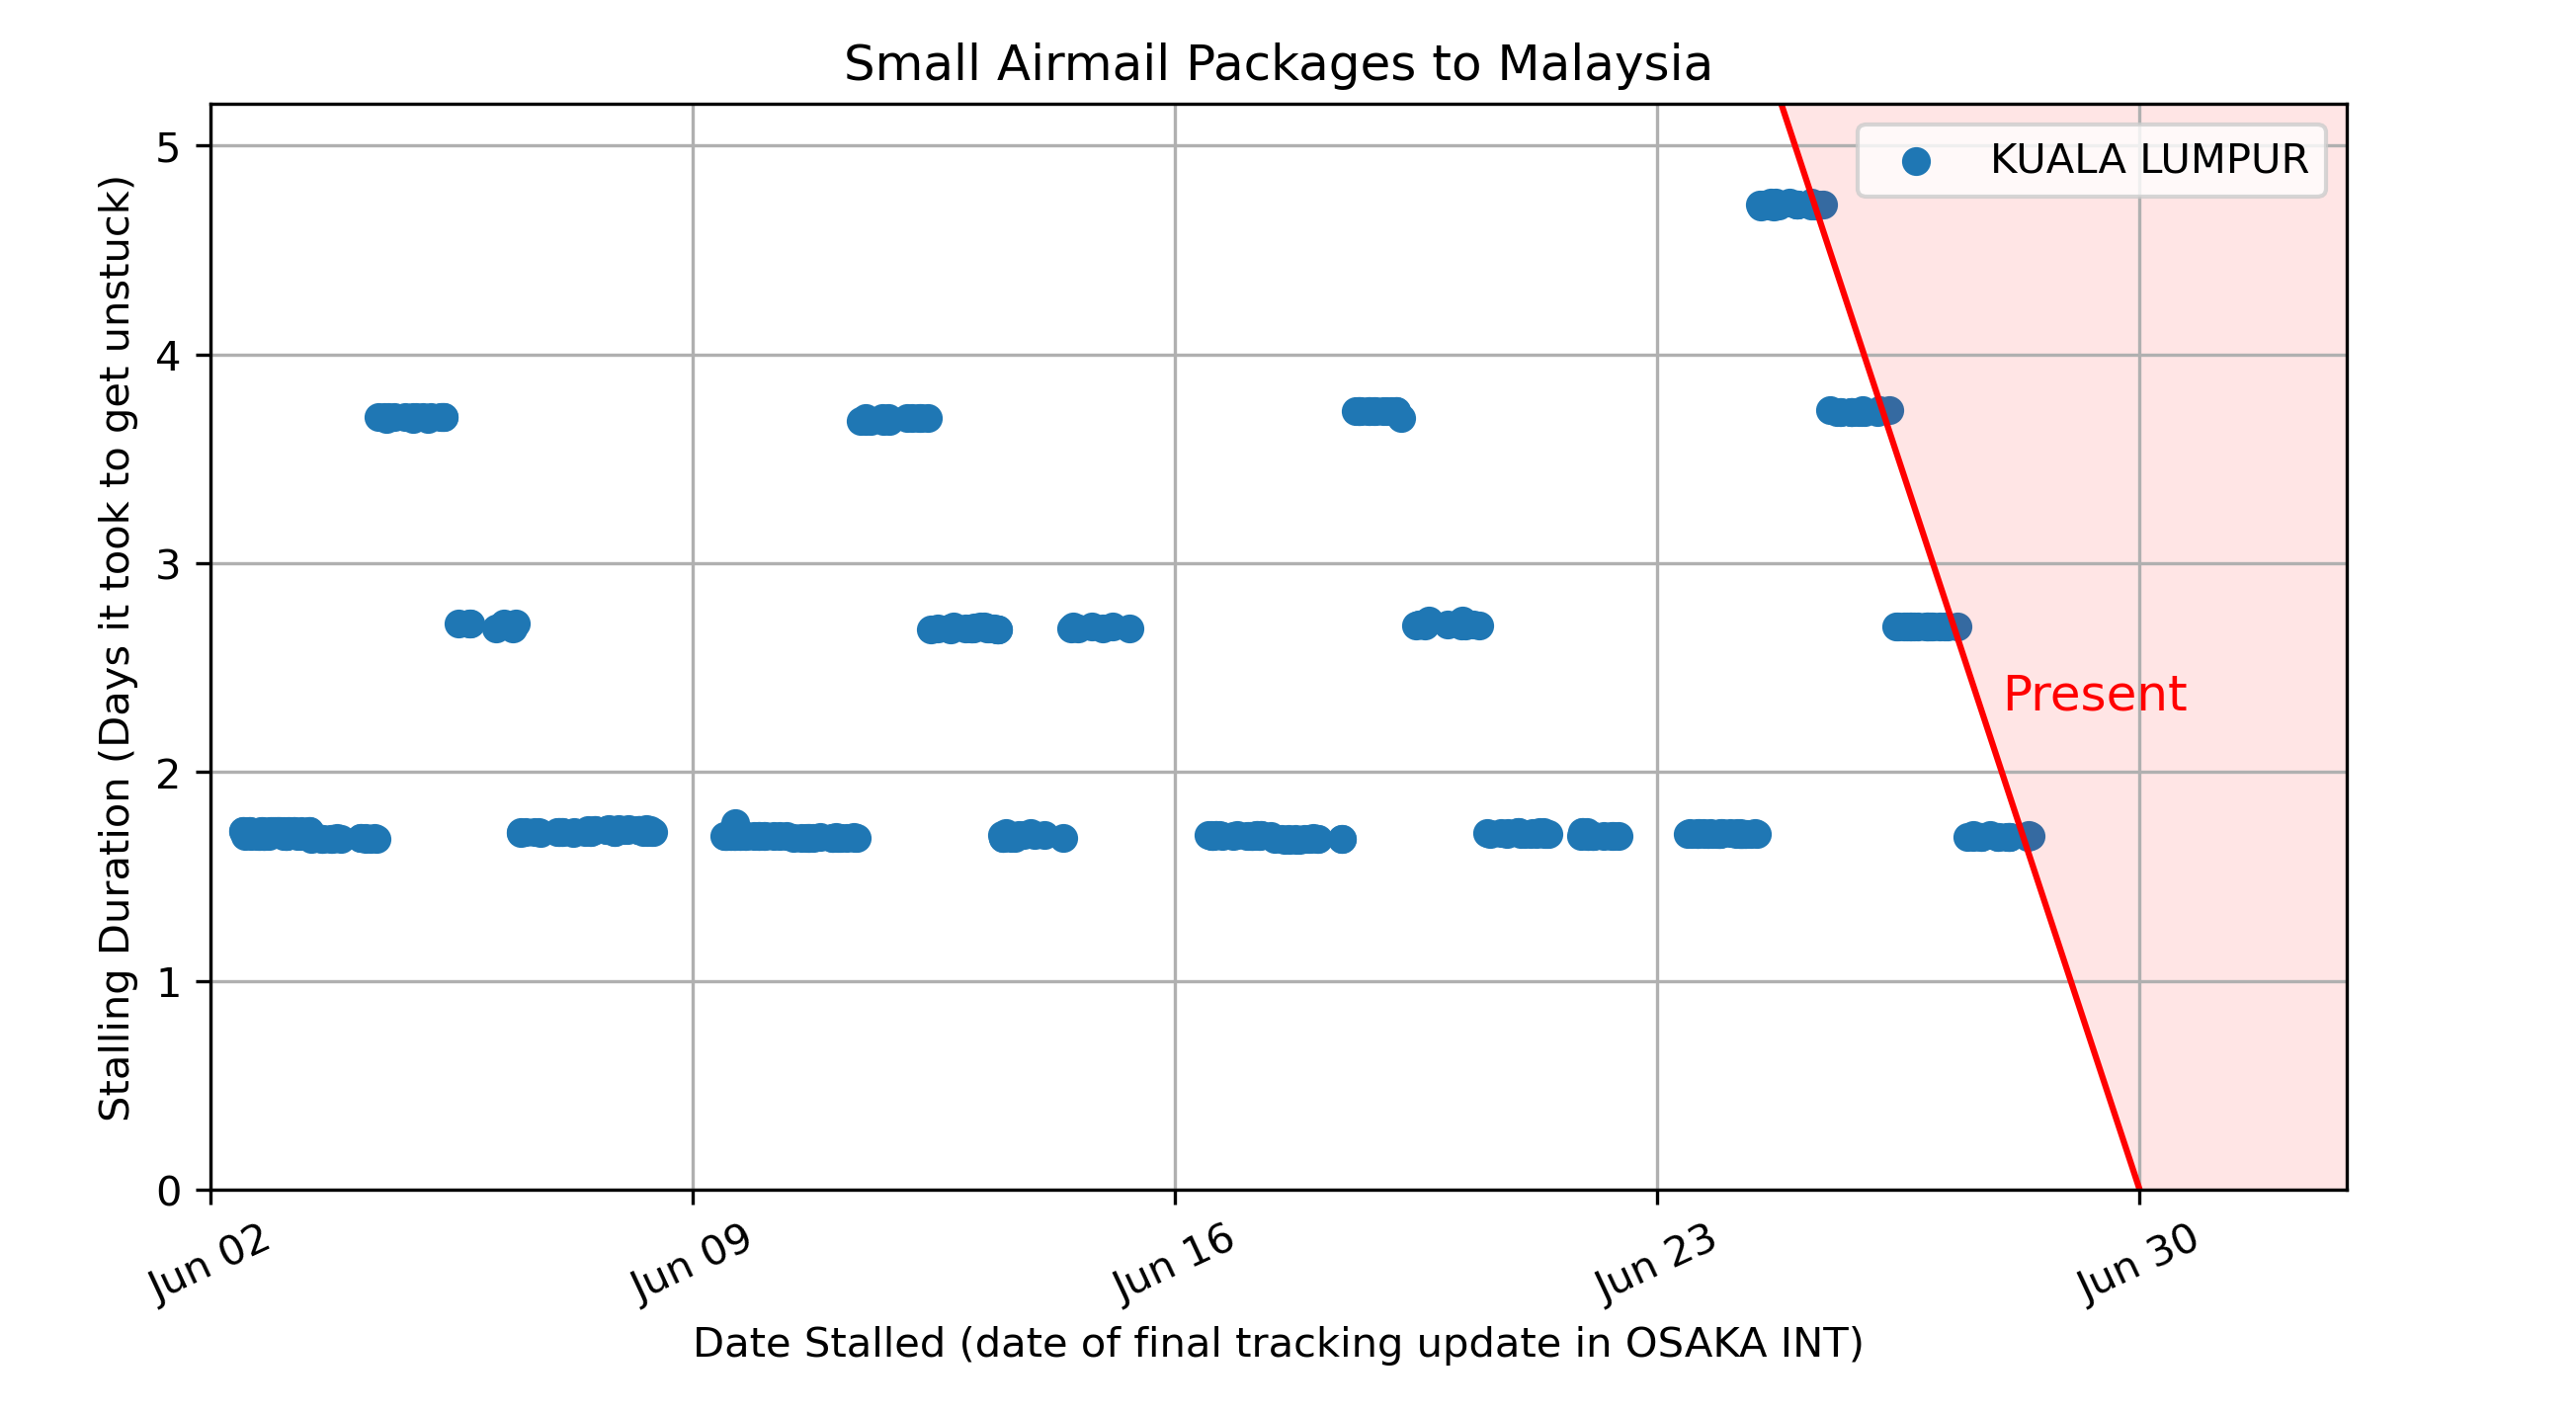 Small Airmail Packages to Malaysia
KUALA LUMPUR
Stalling Duration (Days it took to get unstuck)
5
4
3
2
1
0
Present
Jun 02
Jun 09
Jun 16
Jun 23
Jun 30
Date Stalled (date of final tracking update in OSAKA INT)